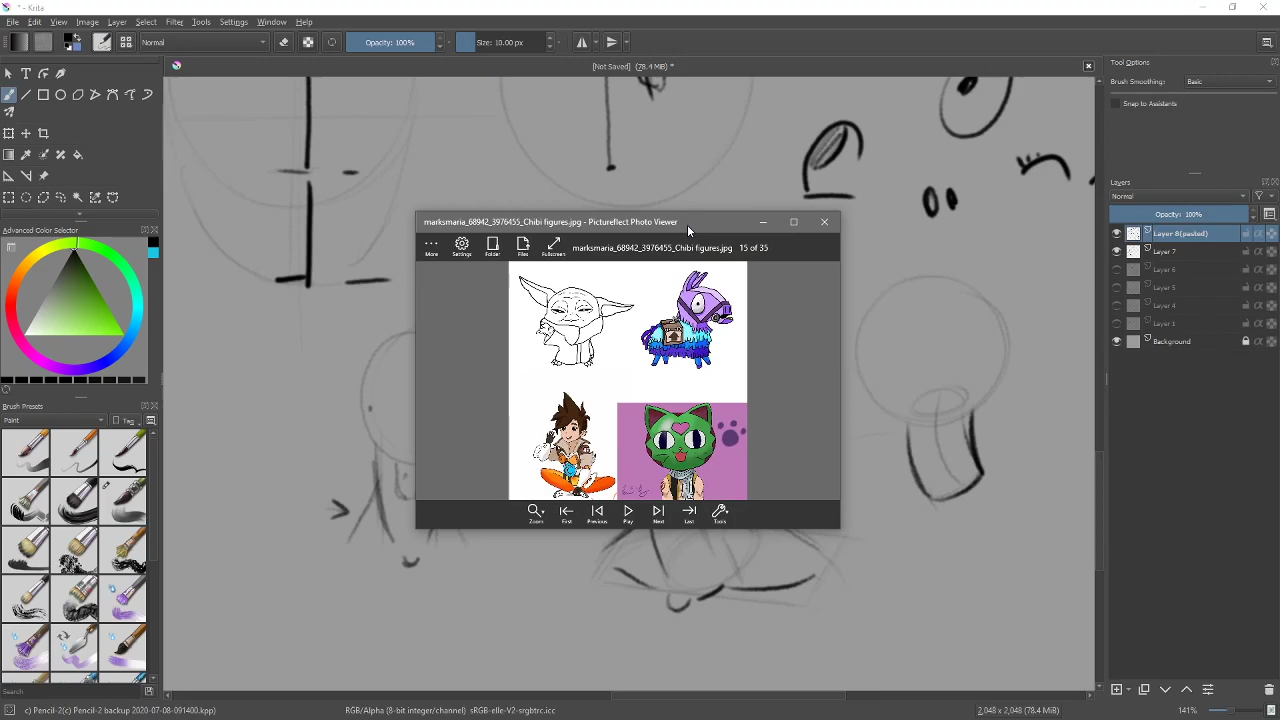 * - Krita
File Edit View Image Layer Select Filter Tools Settings Window Help
Normal Opacity: 100% Size: 10.00 px
[Not Saved] (78.4 MiB) *
Tool Options
Brush Smoothing: Basic
Snap to Assistants
Layers
Normal
Opacity: 100%
Layer 8(pasted)
Layer 7
Layer 6
Layer 5
Layer 4
Layer 1
Background
Advanced Color Selector
Brush Presets
Paint Tag
Search
marksmaria_68942_3976455_Chibi figures.jpg - Pictureflect Photo Viewer
More Settings Folder Files Fullscreen marksmaria_68942_3976455_Chibi figures.jpg 15 of 35
Zoom First Previous Play Next Last Tools
c) Pencil-2(c) Pencil-2 backup 2020-07-08-091400.kpp) RGB/Alpha (8-bit integer/channel) sRGB-elle-V2-srgbtrc.icc 2,048 x 2,048 (78.4 MiB) 141%